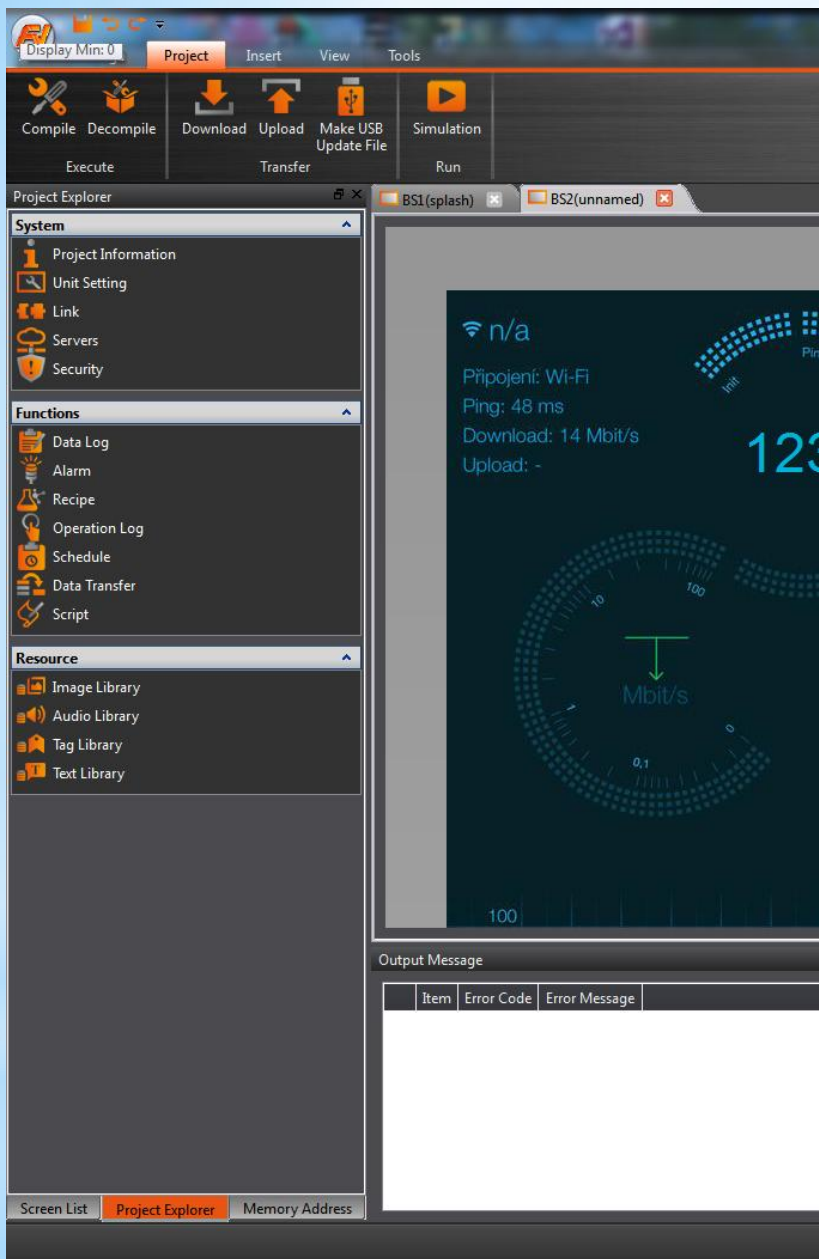 Display Min: 0
Project Insert View Tools
Compile Decompile Download Upload Make USB Update File Simulation
Execute Transfer Run
Project Explorer
BS1(splash) BS2(unnamed)
System
Project Information
Unit Setting
Link
Servers
Security
Functions
Data Log
Alarm
Recipe
Operation Log
Schedule
Data Transfer
Script
Resource
Image Library
Audio Library
Tag Library
Text Library
n/a
Připojení: Wi-Fi
Ping: 48 ms
Download: 14 Mbit/s
Upload: -
Init
Pin
123
100
10
1
0,1
0
Mbit/s
100
Output Message
Item Error Code Error Message
Screen List Project Explorer Memory Address